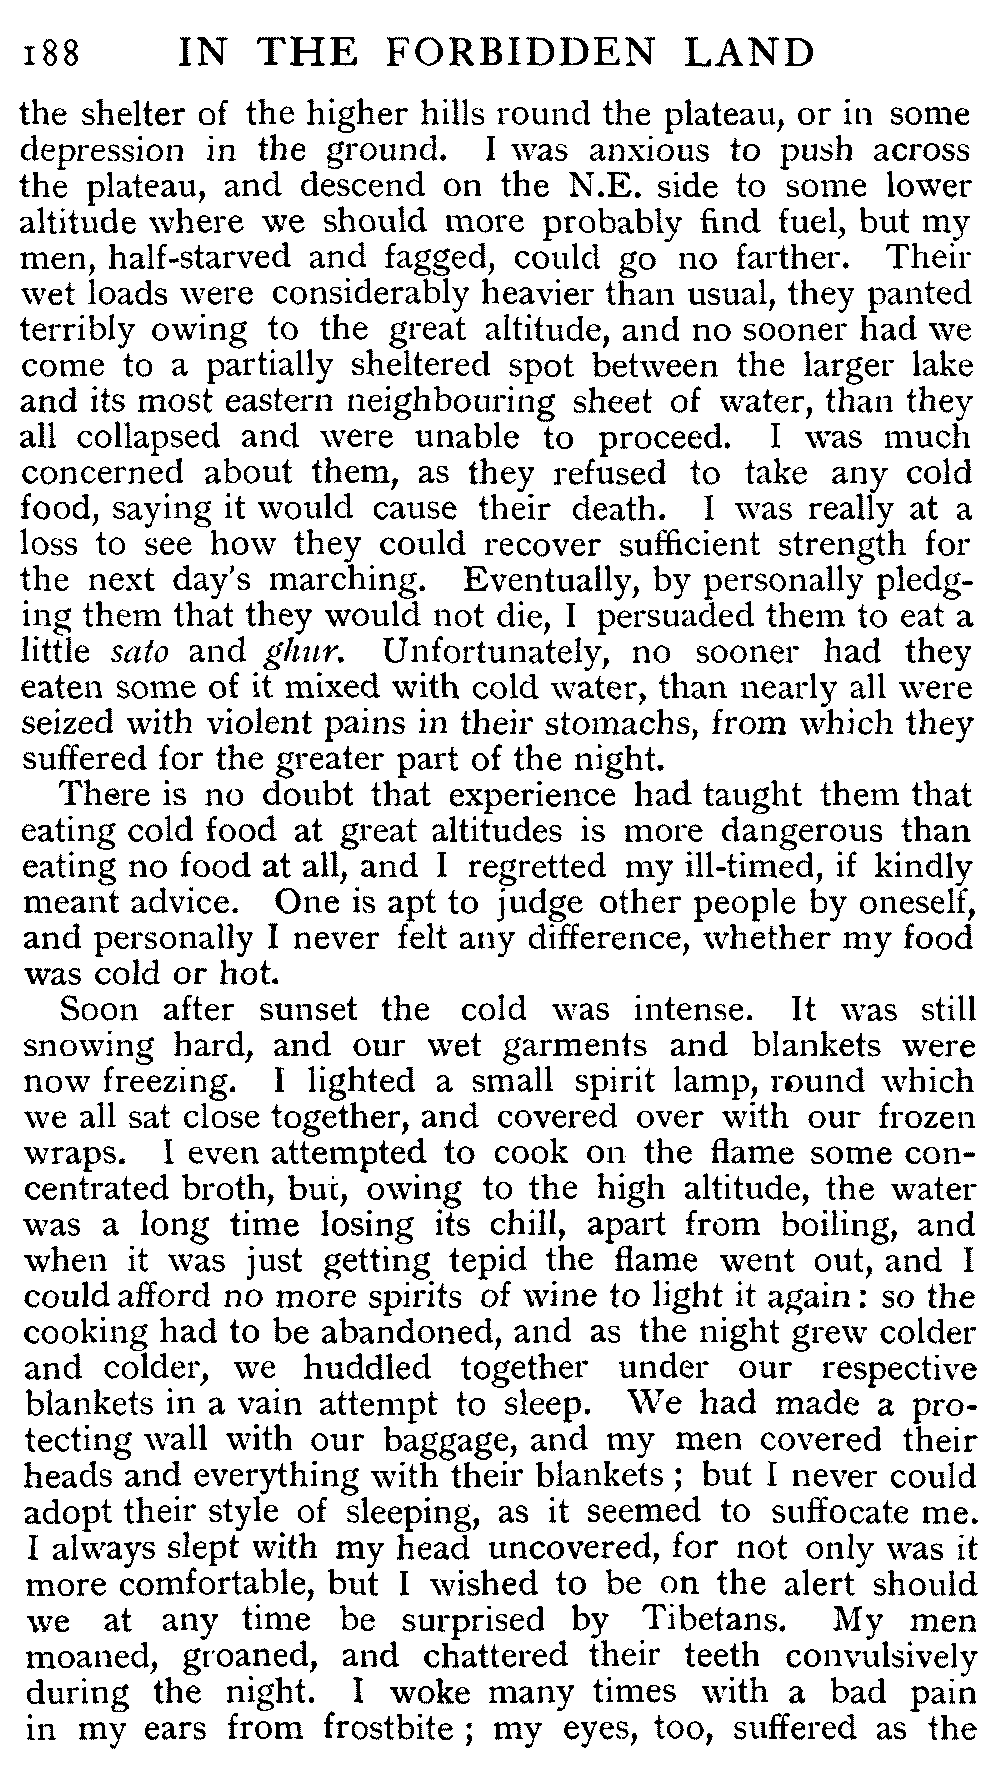 188 IN THE FORBIDDEN LAND
the shelter of the higher hills round the plateau, or in some
depression in the ground. I was anxious to push across
the plateau, and descend on the N.E. side to some lower
altitude where we should more probably find fuel, but my
men, half-starved and fagged, could go no farther. Their
wet loads were considerably heavier than usual, they panted
terribly owing to the great altitude, and no sooner had we
come to a partially sheltered spot between the larger lake
and its most eastern neighbouring sheet of water, than they
all collapsed and were unable to proceed. I was much
concerned about them, as they refused to take any cold
food, saying it would cause their death. I was really at a
loss to see how they could recover sufficient strength for
the next day's marching. Eventually, by personally pledg-
ing them that they would not die, I persuaded them to eat a
little sato and ghur. Unfortunately, no sooner had they
eaten some of it mixed with cold water, than nearly all were
seized with violent pains in their stomachs, from which they
suffered for the greater part of the night.
There is no doubt that experience had taught them that
eating cold food at great altitudes is more dangerous than
eating no food at all, and I regretted my ill-timed, if kindly
meant advice. One is apt to judge other people by oneself,
and personally I never felt any difference, whether my food
was cold or hot.
Soon after sunset the cold was intense. It was still
snowing hard, and our wet garments and blankets were
now freezing. I lighted a small spirit lamp, round which
we all sat close together, and covered over with our frozen
wraps. I even attempted to cook on the flame some con-
centrated broth, but, owing to the high altitude, the water
was a long time losing its chill, apart from boiling, and
when it was just getting tepid the flame went out, and I
could afford no more spirits of wine to light it again: so the
cooking had to be abandoned, and as the night grew colder
and colder, we huddled together under our respective
blankets in a vain attempt to sleep. We had made a pro-
tecting wall with our baggage, and my men covered their
heads and everything with their blankets; but I never could
adopt their style of sleeping, as it seemed to suffocate me.
I always slept with my head uncovered, for not only was it
more comfortable, but I wished to be on the alert should
we at any time be surprised by Tibetans. My men
moaned, groaned, and chattered their teeth convulsively
during the night. I woke many times with a bad pain
in my ears from frostbite; my eyes, too, suffered as the